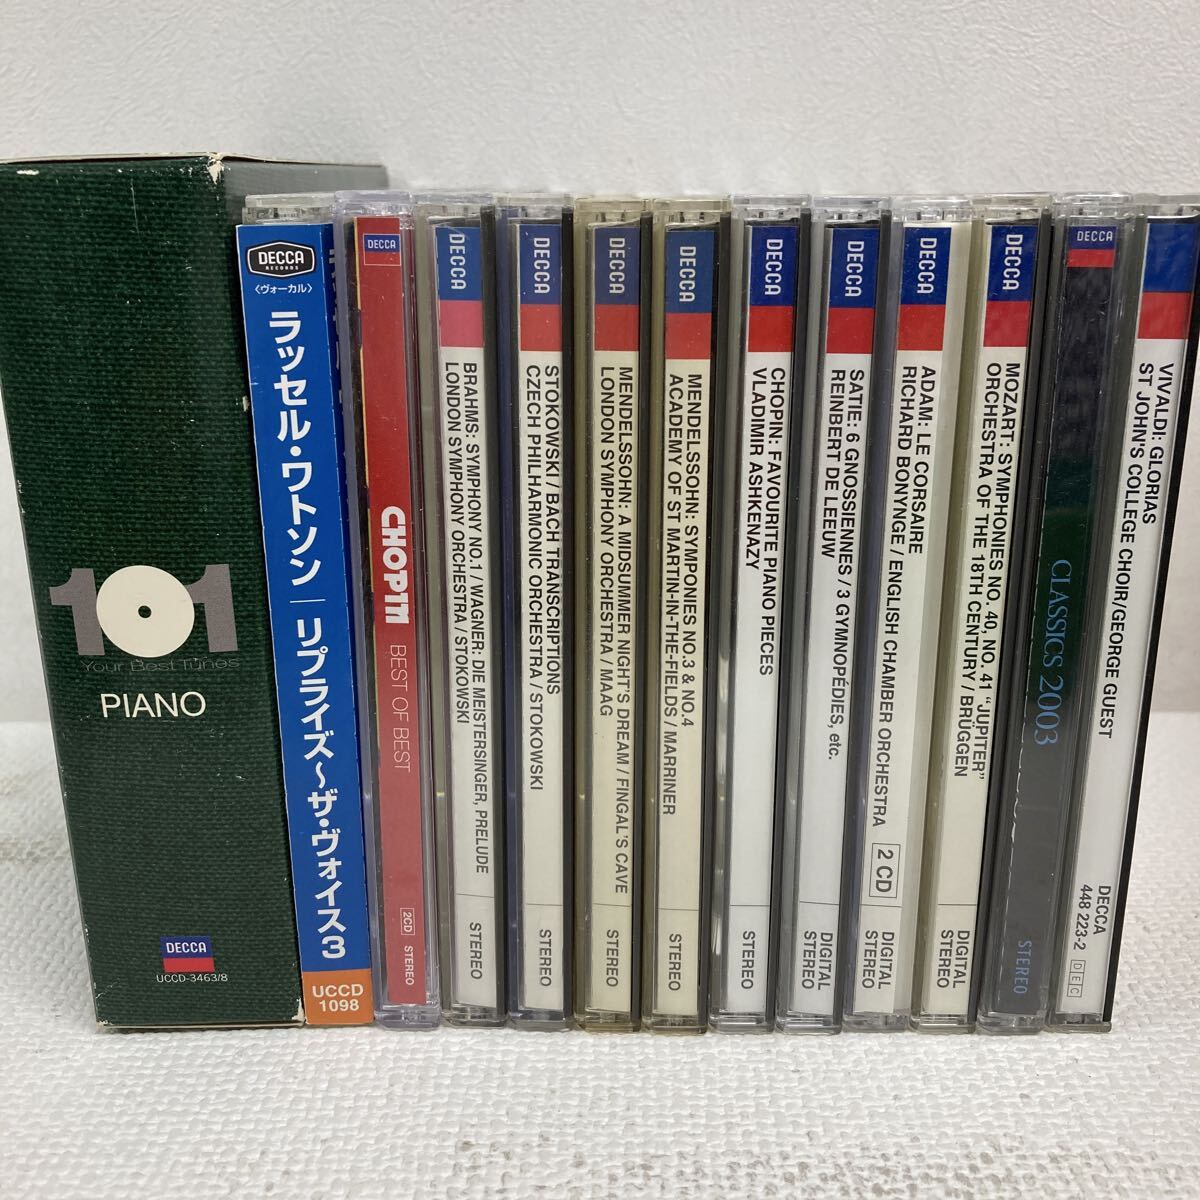 101
Your Best Tunes
PIANO
DECCA
UCCD-3463/8
DECCA
RECORDS
〈ヴォーカル〉
ラッセル・ワトソン｜リプライズ～ザ・ヴォイス3
UCCD
1098
DECCA
CHOPIN BEST OF BEST
2CD
STEREO
DECCA
BRAHMS: SYMPHONY NO.1 / WAGNER: DIE MEISTERSINGER, PRELUDE
LONDON SYMPHONY ORCHESTRA / STOKOWSKI
STEREO
DECCA
STOKOWSKI / BACH TRANSCRIPTIONS
CZECH PHILHARMONIC ORCHESTRA / STOKOWSKI
STEREO
DECCA
MENDELSSOHN: A MIDSUMMER NIGHT'S DREAM / FINGAL'S CAVE
LONDON SYMPHONY ORCHESTRA / MAAG
STEREO
DECCA
MENDELSSOHN: SYMPONIES NO.3 & NO.4
ACADEMY OF ST MARTIN-IN-THE-FIELDS / MARRINER
STEREO
DECCA
CHOPIN: FAVOURITE PIANO PIECES
VLADIMIR ASHKENAZY
STEREO
DECCA
SATIE: 6 GNOSSIENNES / 3 GYMNOPÉDIES, etc.
REINBERT DE LEEUW
DIGITAL
STEREO
DECCA
ADAM: LE CORSAIRE
RICHARD BONYNGE / ENGLISH CHAMBER ORCHESTRA
2 CD
DIGITAL
STEREO
DECCA
MOZART: SYMPHONIES NO. 40, NO. 41 “JUPITER”
ORCHESTRA OF THE 18TH CENTURY / BRÜGGEN
DIGITAL
STEREO
DECCA
CLASSICS 2003
STEREO
VIVALDI: GLORIAS
ST JOHN'S COLLEGE CHOIR/GEORGE GUEST
DECCA
448 223-2
DEC